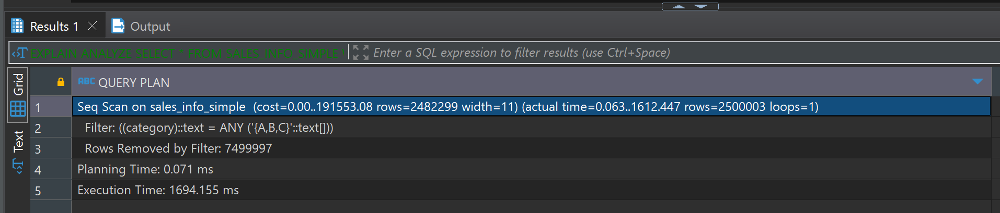 Results 1
Output
EXPLAIN ANALYZE SELECT * FROM SALES_INFO_SIMPLE
Enter a SQL expression to filter results (use Ctrl+Space)
Grid
Text
ABC QUERY PLAN
1 Seq Scan on sales_info_simple (cost=0.00..191553.08 rows=2482299 width=11) (actual time=0.063..1612.447 rows=2500003 loops=1)
2 Filter: ((category)::text = ANY ('{A,B,C}'::text[]))
3 Rows Removed by Filter: 7499997
4 Planning Time: 0.071 ms
5 Execution Time: 1694.155 ms